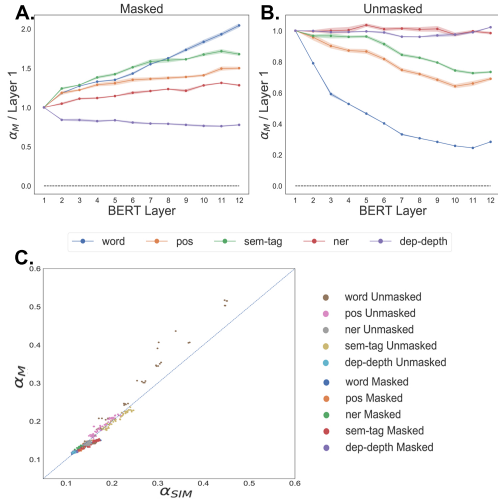 A.
Masked
α_M / Layer 1
2.0
1.5
1.0
0.5
0.0
1 2 3 4 5 6 7 8 9 10 11 12
BERT Layer
B.
Unmasked
α_M / Layer 1
1.0
0.8
0.6
0.4
0.2
0.0
1 2 3 4 5 6 7 8 9 10 11 12
BERT Layer
word pos sem-tag ner dep-depth
C.
α_M
0.6
0.5
0.4
0.3
0.2
0.1
0.1 0.2 0.3 0.4 0.5 0.6
α_SIM
word Unmasked
pos Unmasked
ner Unmasked
sem-tag Unmasked
dep-depth Unmasked
word Masked
pos Masked
ner Masked
sem-tag Masked
dep-depth Masked